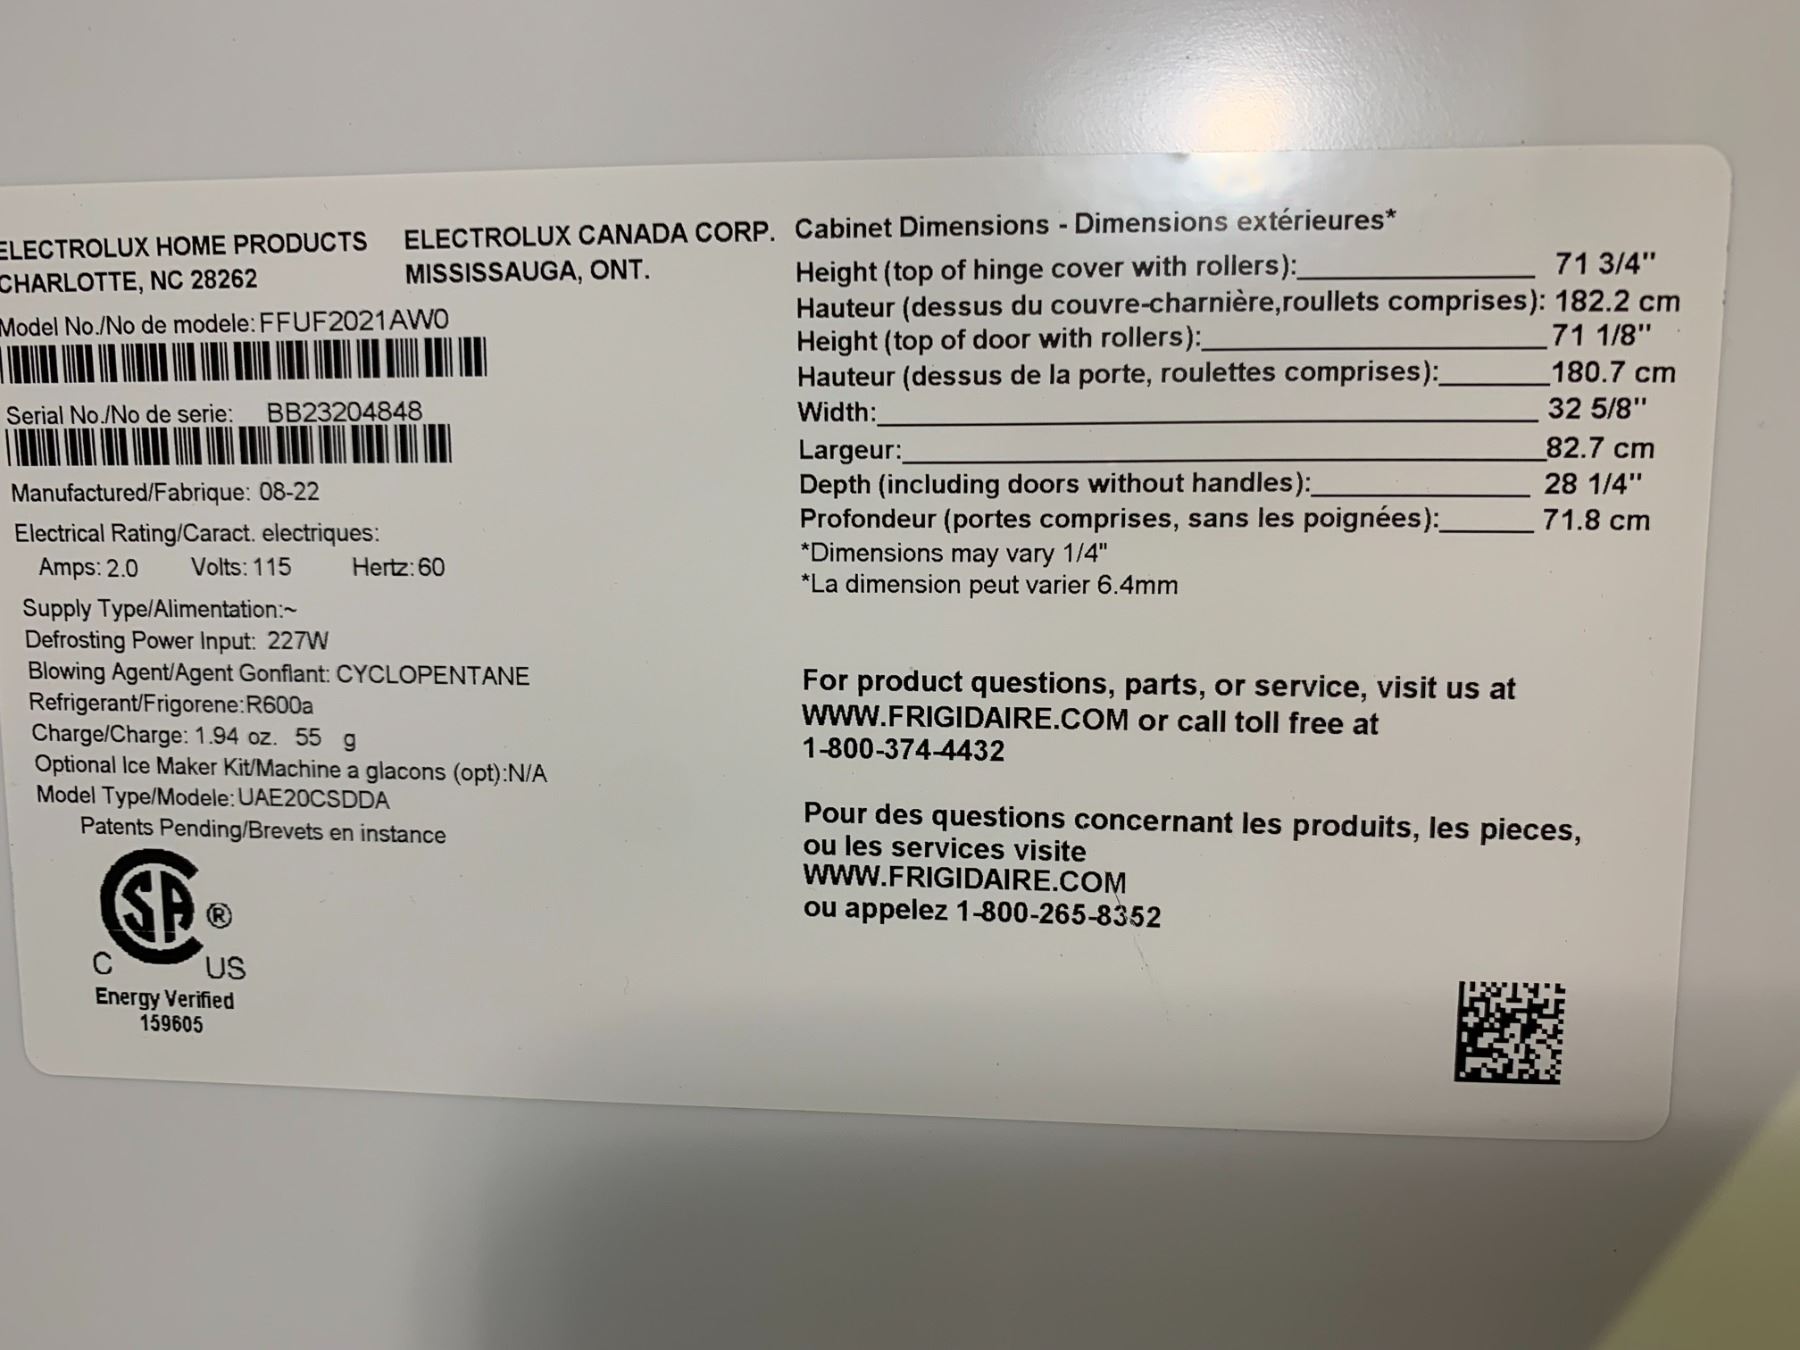 ELECTROLUX HOME PRODUCTS
CHARLOTTE, NC 28262
ELECTROLUX CANADA CORP.
MISSISSAUGA, ONT.
Model No./No de modele: FFUF2021AW0
Serial No./No de serie: BB23204848
Manufactured/Fabrique: 08-22
Electrical Rating/Caract. electriques:
Amps: 2.0 Volts: 115 Hertz: 60
Supply Type/Alimentation:~
Defrosting Power Input: 227W
Blowing Agent/Agent Gonflant: CYCLOPENTANE
Refrigerant/Frigorene:R600a
Charge/Charge: 1.94 oz. 55 g
Optional Ice Maker Kit/Machine a glacons (opt):N/A
Model Type/Modele: UAE20CSDDA
Patents Pending/Brevets en instance
CSA ®
C US
Energy Verified
159605
Cabinet Dimensions - Dimensions extérieures*
Height (top of hinge cover with rollers): 71 3/4"
Hauteur (dessus du couvre-charnière,roullets comprises): 182.2 cm
Height (top of door with rollers): 71 1/8"
Hauteur (dessus de la porte, roulettes comprises): 180.7 cm
Width: 32 5/8"
Largeur: 82.7 cm
Depth (including doors without handles): 28 1/4"
Profondeur (portes comprises, sans les poignées): 71.8 cm
*Dimensions may vary 1/4"
*La dimension peut varier 6.4mm
For product questions, parts, or service, visit us at
WWW.FRIGIDAIRE.COM or call toll free at
1-800-374-4432
Pour des questions concernant les produits, les pieces,
ou les services visite
WWW.FRIGIDAIRE.COM
ou appelez 1-800-265-8352